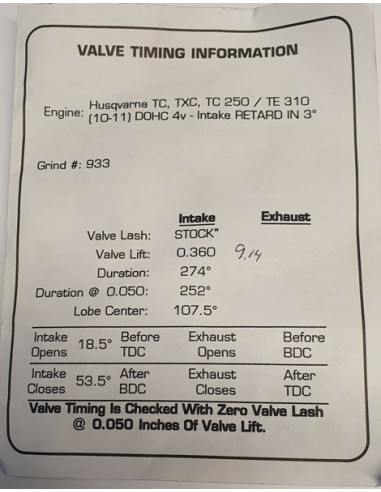 VALVE TIMING INFORMATION
Engine: Husqvarna TC, TXC, TC 250 / TE 310
(10-11) DOHC 4v - Intake RETARD IN 3°
Grind #: 933
Intake Exhaust
Valve Lash: STOCK"
Valve Lift: 0.360 9.14
Duration: 274°
Duration @ 0.050: 252°
Lobe Center: 107.5°
Intake Opens 18.5° Before TDC Exhaust Opens Before BDC
Intake Closes 53.5° After BDC Exhaust Closes After TDC
Valve Timing Is Checked With Zero Valve Lash
@ 0.050 Inches Of Valve Lift.